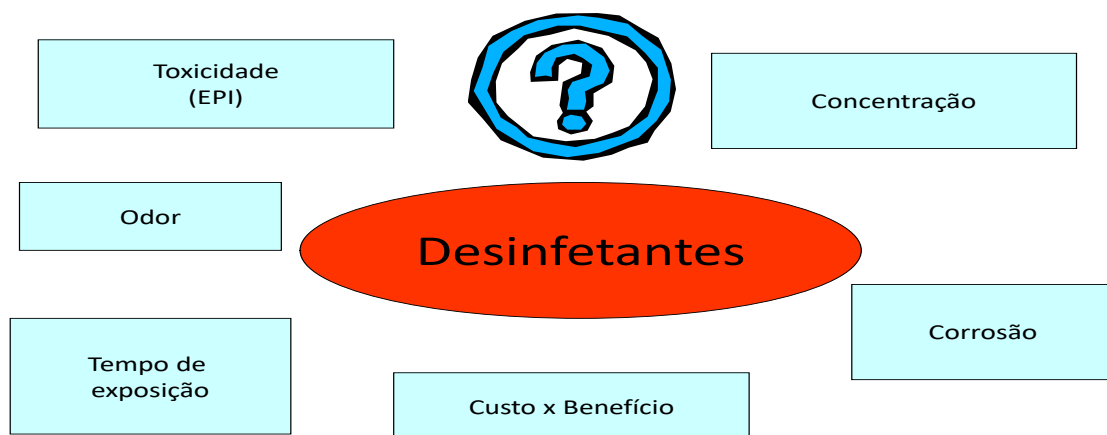 Toxicidade
(EPI)
?
Concentração
Odor
Desinfetantes
Corrosão
Tempo de
exposição
Custo x Benefício